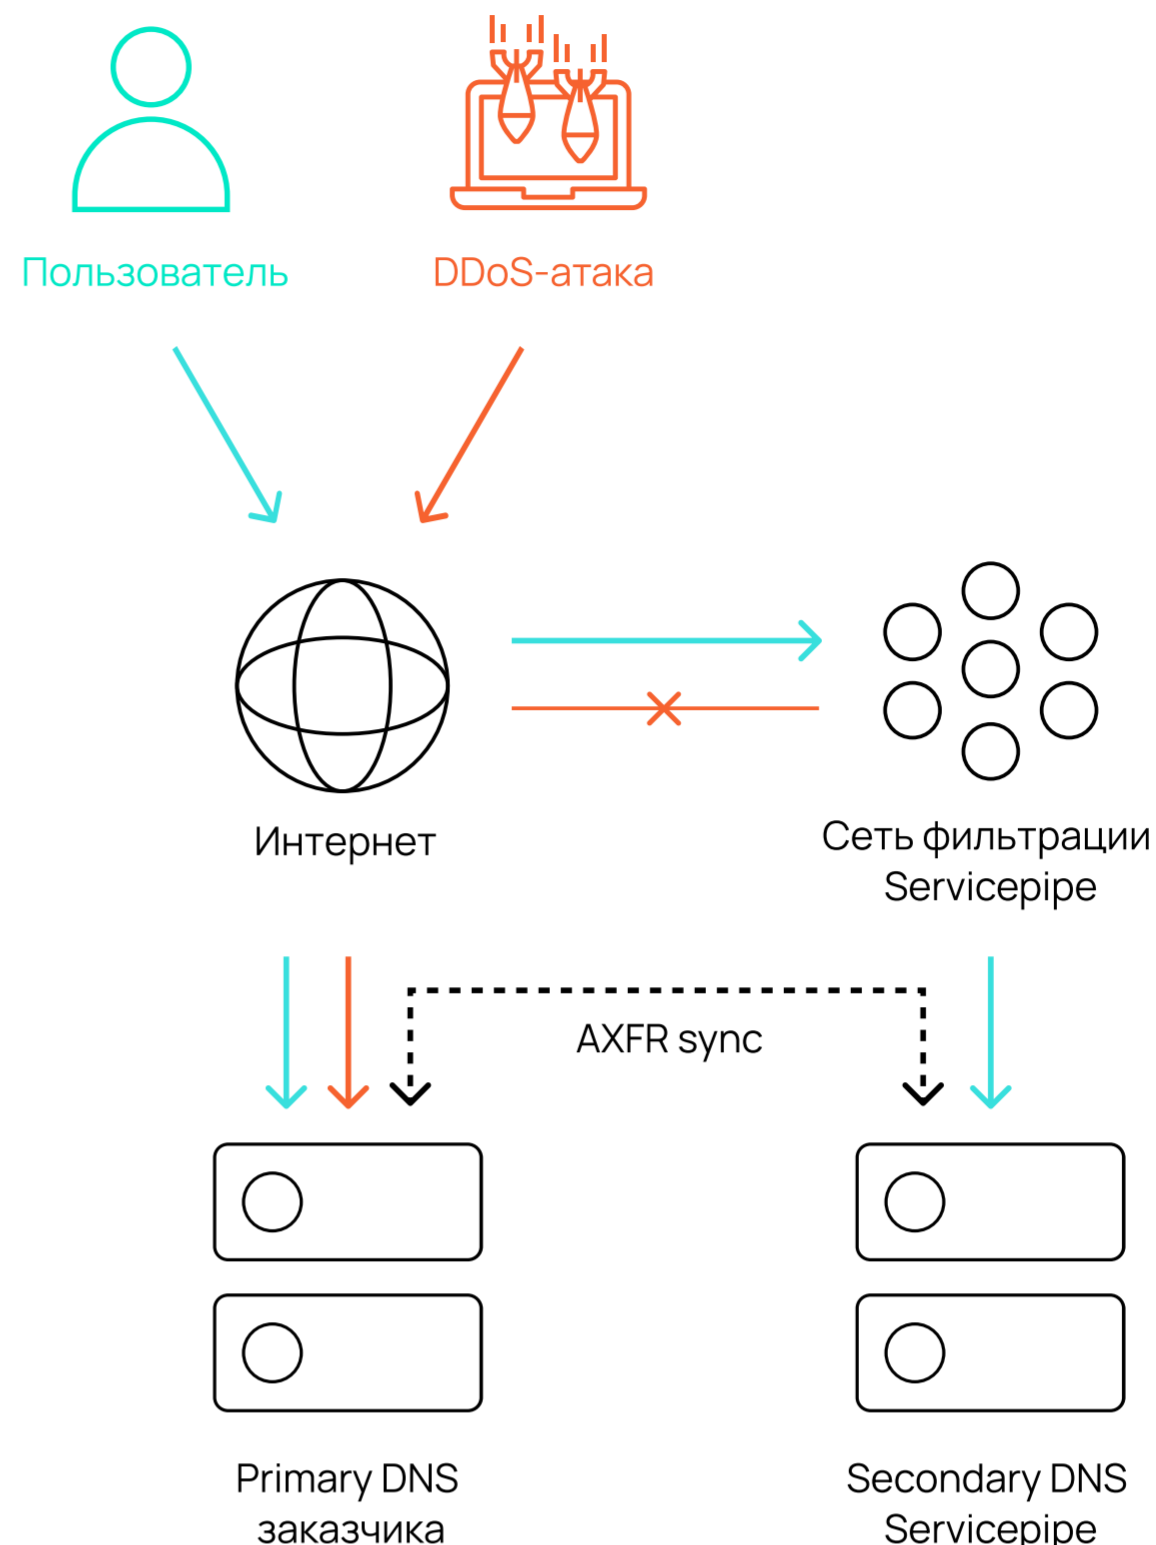 Пользователь
DDoS-атака
Интернет
Сеть фильтрации
Servicepipe
AXFR sync
Primary DNS
заказчика
Secondary DNS
Servicepipe